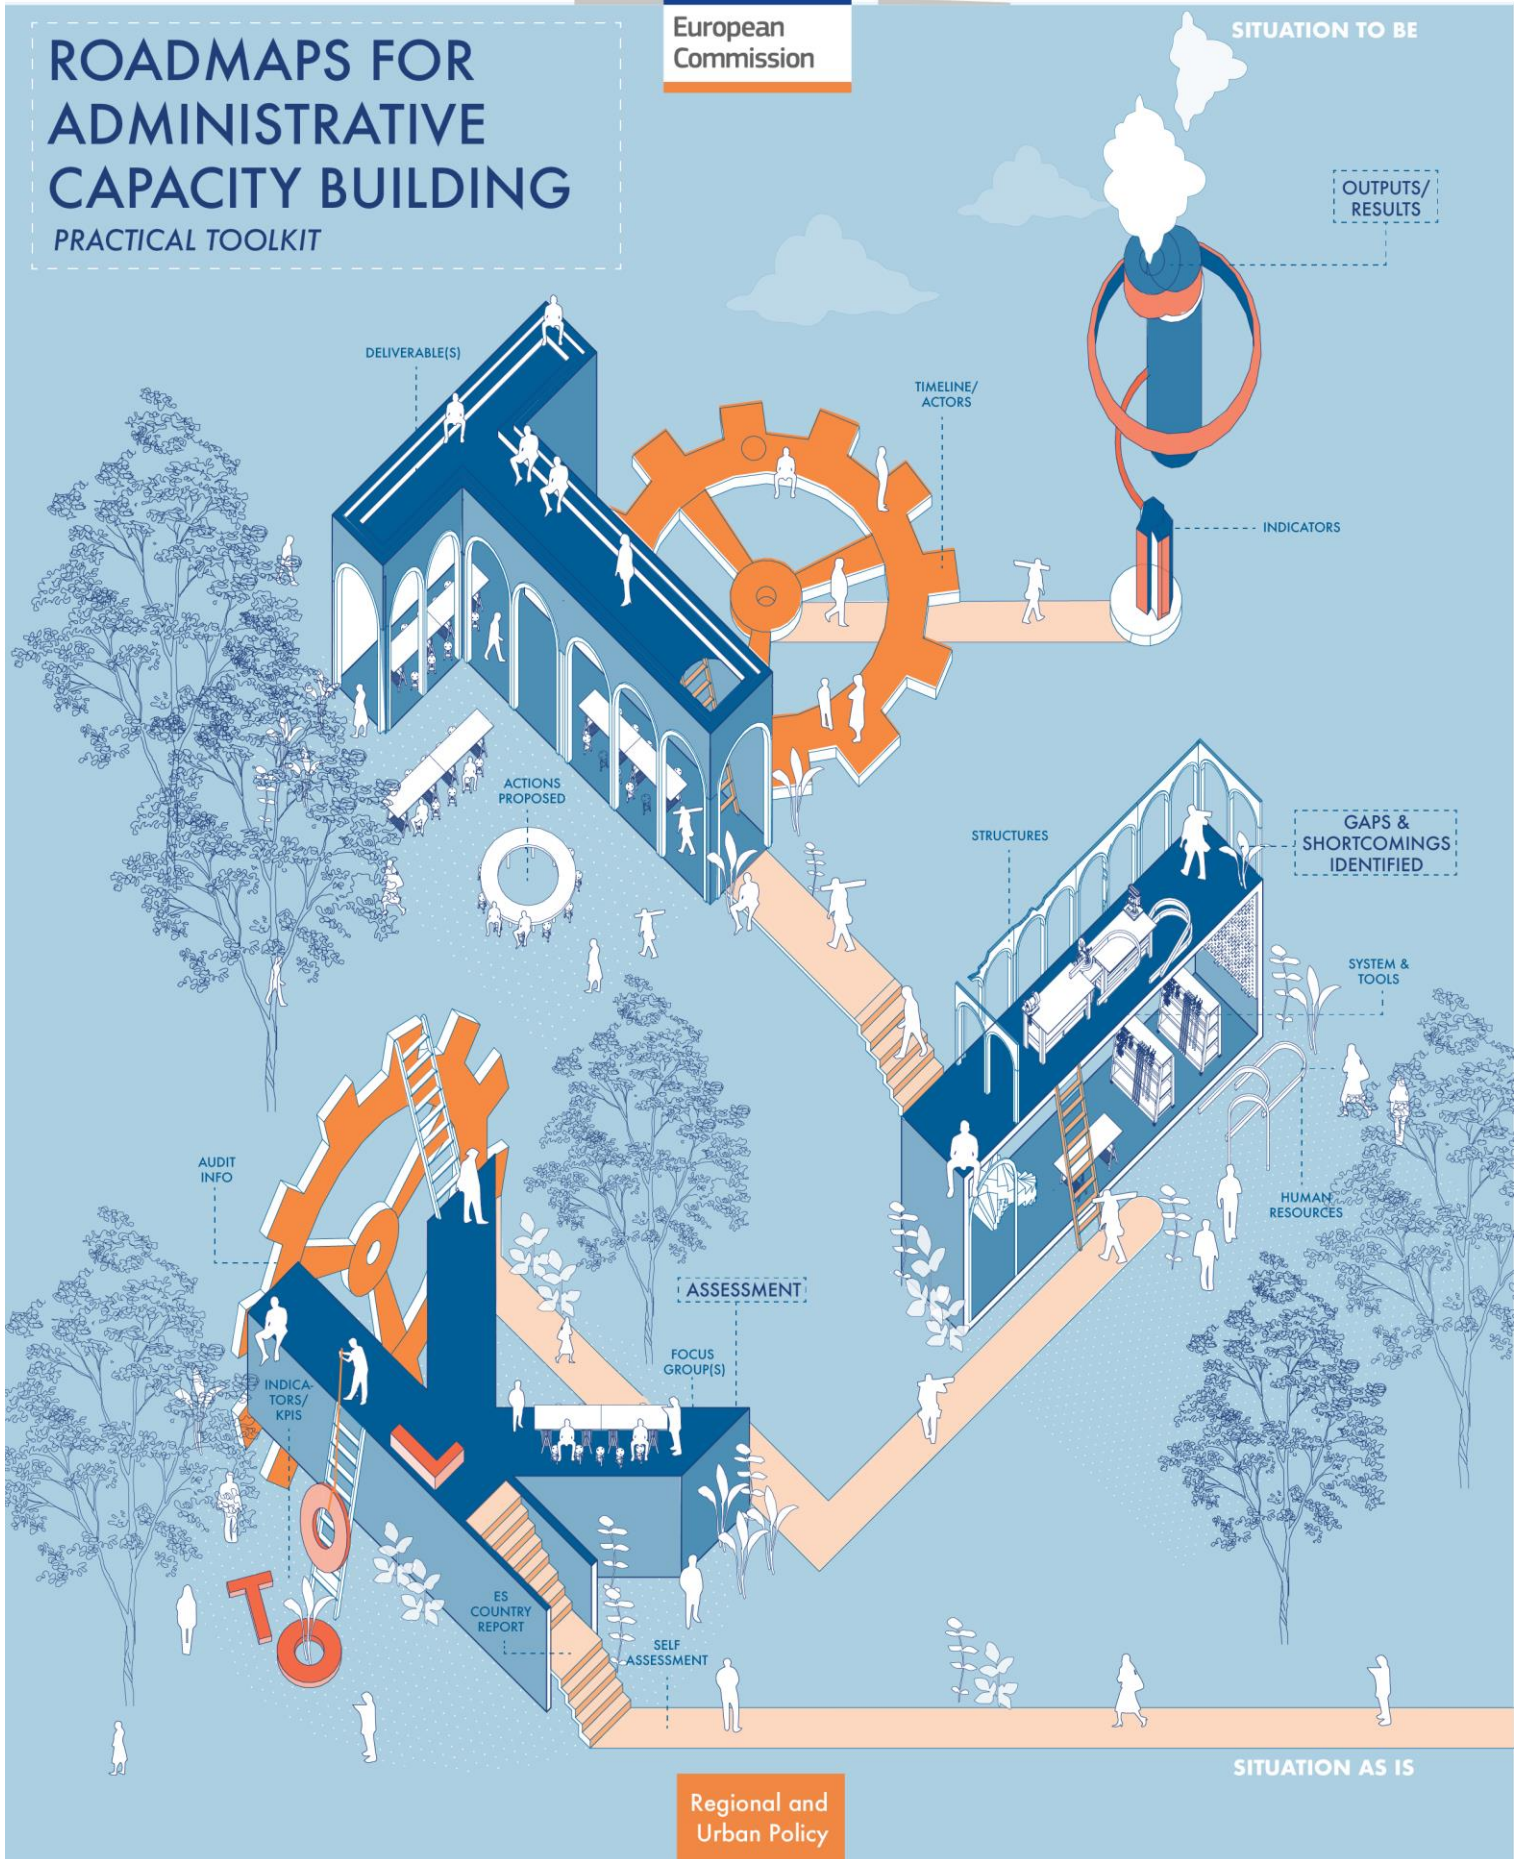 European
Commission
SITUATION TO BE
ROADMAPS FOR
ADMINISTRATIVE
CAPACITY BUILDING
PRACTICAL TOOLKIT
OUTPUTS/
RESULTS
DELIVERABLE(S)
TIMELINE/
ACTORS
INDICATORS
ACTIONS
PROPOSED
STRUCTURES
GAPS &
SHORTCOMINGS
IDENTIFIED
SYSTEM &
TOOLS
AUDIT
INFO
HUMAN
RESOURCES
ASSESSMENT
FOCUS
GROUP(S)
INDICA-
TORS/
KPIS
L
O
T
O
ES
COUNTRY
REPORT
SELF
ASSESSMENT
SITUATION AS IS
Regional and
Urban Policy